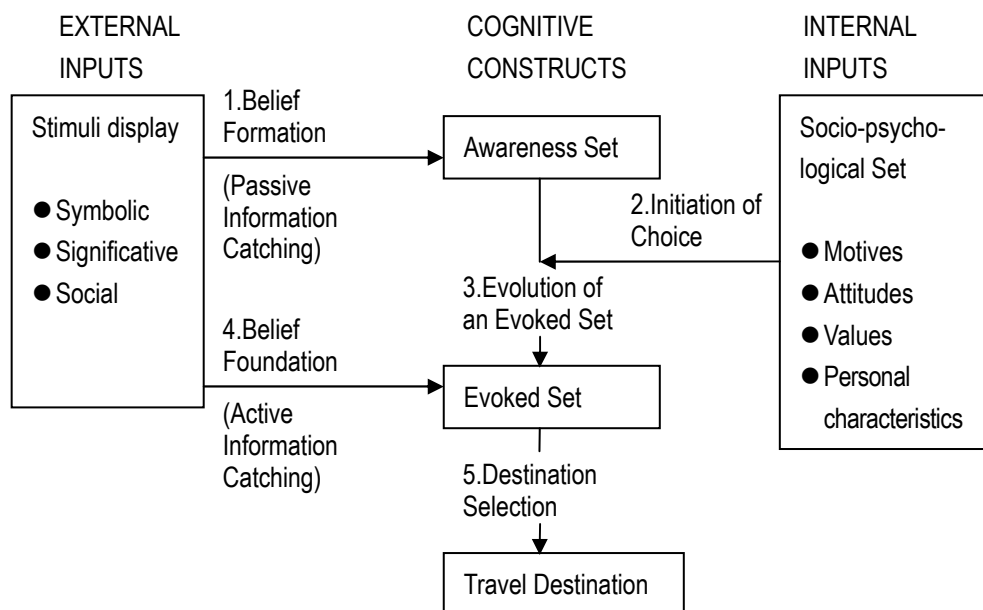 EXTERNAL
INPUTS
COGNITIVE
CONSTRUCTS
INTERNAL
INPUTS
Stimuli display
● Symbolic
● Significative
● Social
1.Belief
Formation
(Passive
Information
Catching)
Awareness Set
2.Initiation of
Choice
Socio-psycho-
logical Set
● Motives
● Attitudes
● Values
● Personal
characteristics
3.Evolution of
an Evoked Set
4.Belief
Foundation
(Active
Information
Catching)
Evoked Set
5.Destination
Selection
Travel Destination